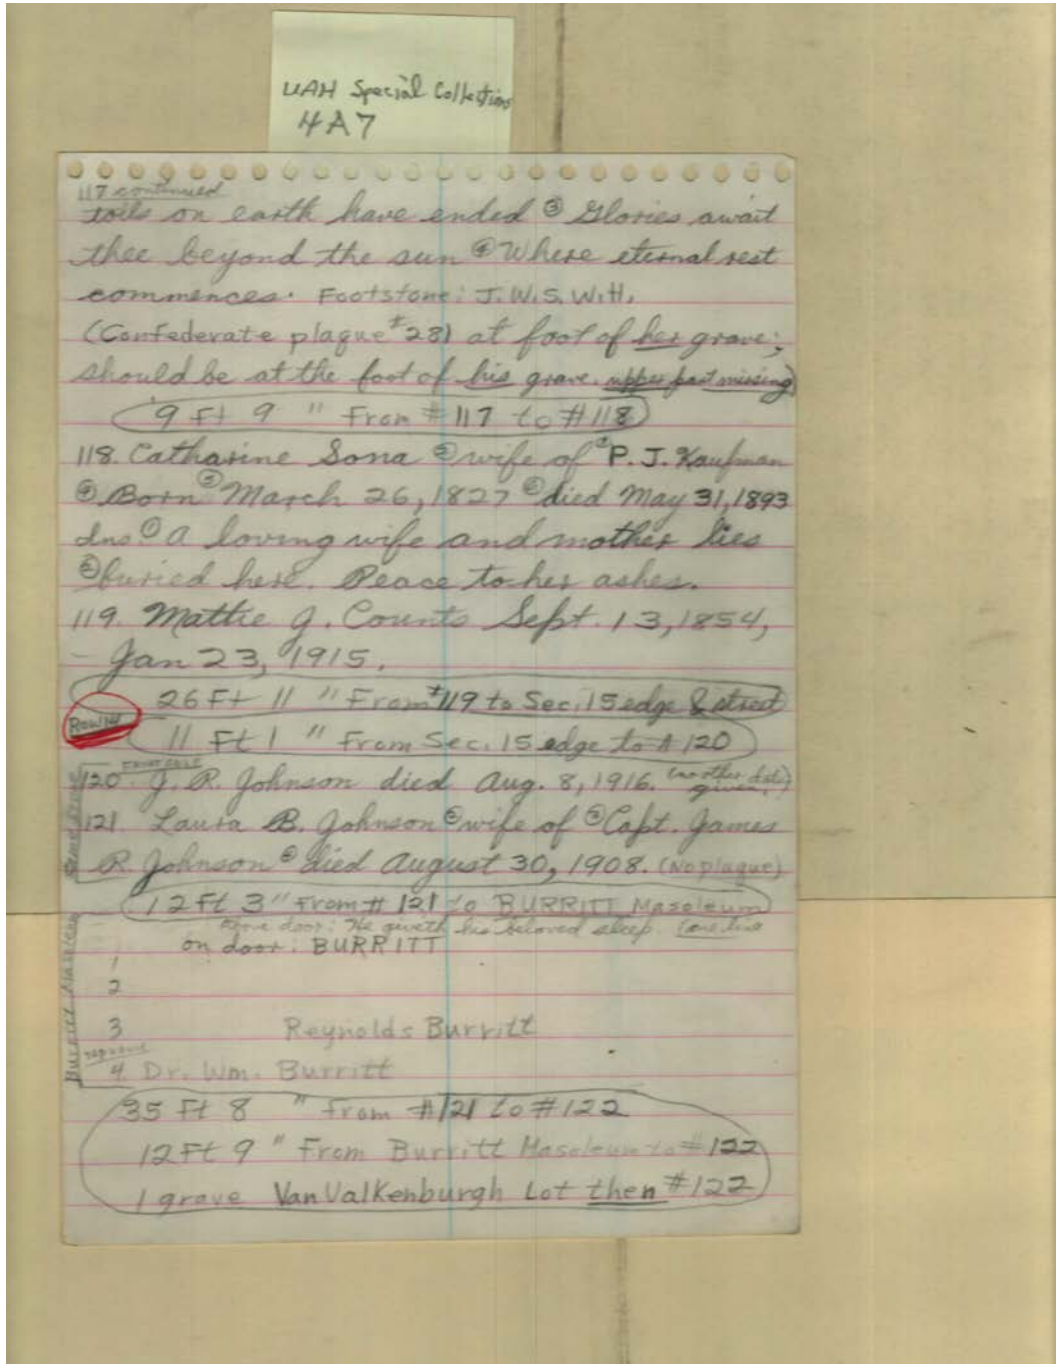 UAH Special Collections
4A7
117 continued
toils on earth have ended ③ Glories await
thee beyond the sun ④ Where eternal rest
commences. Footstone: J.W.S. W.H.
(Confederate plaque #28) at foot of her grave;
should be at the foot of his grave. upper part missing)
9 Ft 9 " From #117 to #118
118. Catharine Sona ② wife of ③ P. J. Kaufman
④ Born ⑤ March 26, 1827 ⑥ died May 31, 1893
Ins. ① A loving wife and mother lies
② buried here. Peace to her ashes.
119. Mattie J. Counts Sept. 13, 1854,
- Jan 23, 1915.
26 Ft 11 " From #119 to Sec. 15 edge & street
Row
11 Ft 1 " From Sec. 15 edge to # 120
120. J. R. Johnson died Aug. 8, 1916. (no other date given.)
121. Laura B. Johnson ② wife of ③ Capt. James
R. Johnson ④ died August 30, 1908. (No plaque)
12 Ft 3 " From # 121 to BURRITT Masoleum
above door: He giveth his beloved sleep. (one line
on door: BURRITT
Burritt Masoleum
1
2
3 Reynolds Burritt
4. Dr. Wm. Burritt
35 Ft 8 " From #121 to #122
12 Ft 9 " From Burritt Masoleum to #122
1 grave Van Valkenburgh Lot then #122